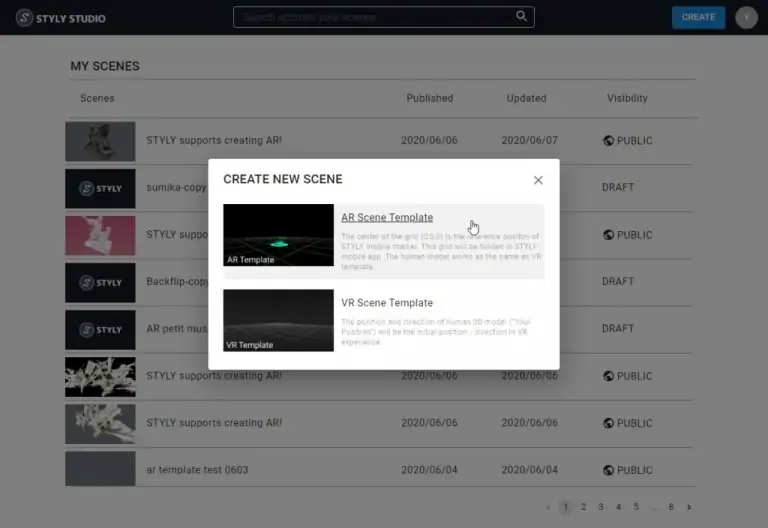 STYLY STUDIO
Search across your scenes
CREATE
Y
MY SCENES
Scenes Published Updated Visibility
STYLY supports creating AR! 2020/06/06 2020/06/07 PUBLIC
STYLY
sumika-copy
DRAFT
STYLY suppo
PUBLIC
STYLY
Backflip-copy
DRAFT
STYLY
AR petit mus
DRAFT
STYLY supports creating AR! 2020/06/06 2020/06/06 PUBLIC
STYLY supports creating AR! 2020/06/06 2020/06/06 PUBLIC
ar template test 0603 2020/06/04 2020/06/04 PUBLIC
< 1 2 3 4 5 ... 8 >
CREATE NEW SCENE
AR Template
AR Scene Template
The center of the grid (0,0,0) is the reference position of
STYLY mobile marker. This grid will be hidden in STYLY
mobile app. The human model works as the same as VR
template.
VR Template
VR Scene Template
The position and direction of human 3D model ("Your
Position") will be the initial position - direction in VR
experience.